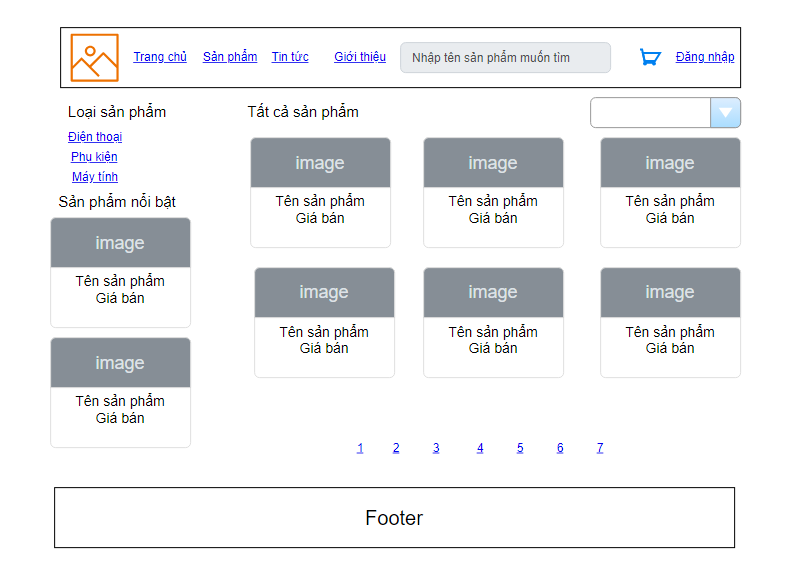 Trang chủ
Sản phẩm
Tin tức
Giới thiệu
Nhập tên sản phẩm muốn tìm
Đăng nhập
Loại sản phẩm
Điện thoại
Phụ kiện
Máy tính
Sản phẩm nổi bật
image
Tên sản phẩm
Giá bán
image
Tên sản phẩm
Giá bán
Tất cả sản phẩm
image
Tên sản phẩm
Giá bán
image
Tên sản phẩm
Giá bán
image
Tên sản phẩm
Giá bán
image
Tên sản phẩm
Giá bán
image
Tên sản phẩm
Giá bán
image
Tên sản phẩm
Giá bán
1 2 3 4 5 6 7
Footer